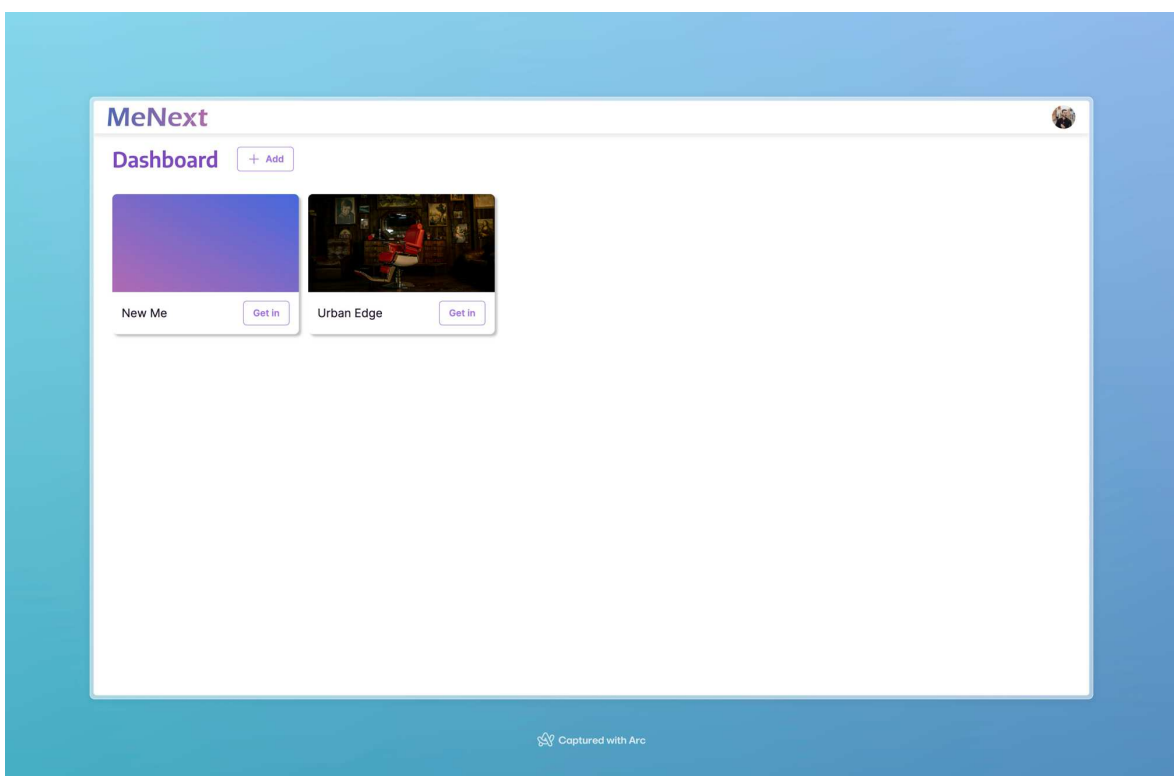 MeNext
Dashboard + Add
New Me Get in Urban Edge Get in
Captured with Arc